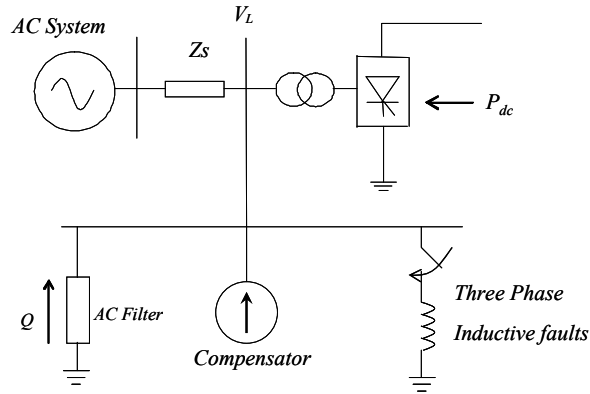 AC System
V_L
Zs
P_dc
Q
AC Filter
Compensator
Three Phase
Inductive faults